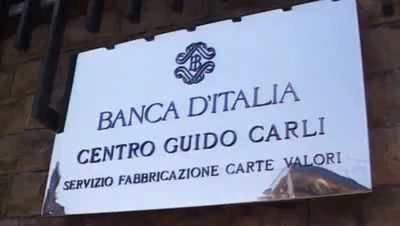 BANCA D'ITALIA
CENTRO GUIDO CARLI
SERVIZIO FABBRICAZIONE CARTE VALORI